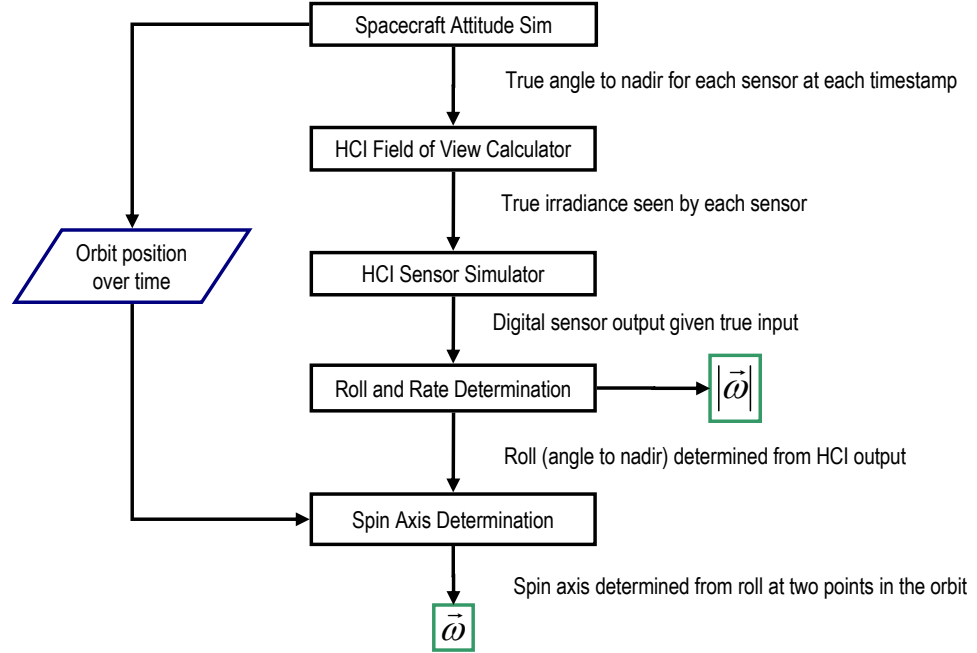 Spacecraft Attitude Sim
True angle to nadir for each sensor at each timestamp
HCI Field of View Calculator
True irradiance seen by each sensor
Orbit position
over time
HCI Sensor Simulator
Digital sensor output given true input
Roll and Rate Determination
|ω⃗|
Roll (angle to nadir) determined from HCI output
Spin Axis Determination
Spin axis determined from roll at two points in the orbit
ω⃗